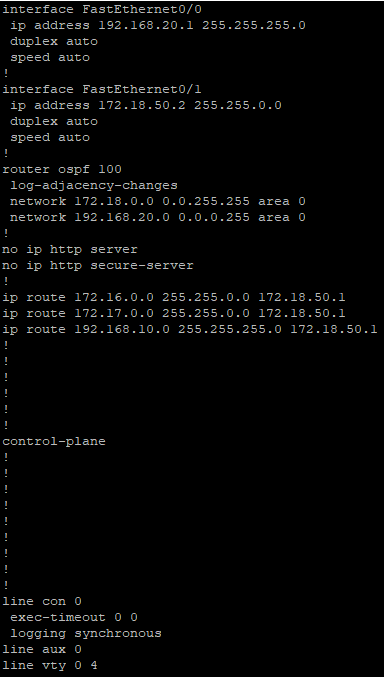 interface FastEthernet0/0
 ip address 192.168.20.1 255.255.255.0
 duplex auto
 speed auto
!
interface FastEthernet0/1
 ip address 172.18.50.2 255.255.0.0
 duplex auto
 speed auto
!
router ospf 100
 log-adjacency-changes
 network 172.18.0.0 0.0.255.255 area 0
 network 192.168.20.0 0.0.0.255 area 0
!
no ip http server
no ip http secure-server
!
ip route 172.16.0.0 255.255.0.0 172.18.50.1
ip route 172.17.0.0 255.255.0.0 172.18.50.1
ip route 192.168.10.0 255.255.255.0 172.18.50.1
!
!
!
!
!
!
control-plane
!
!
!
!
!
!
!
!
!
line con 0
 exec-timeout 0 0
 logging synchronous
line aux 0
line vty 0 4